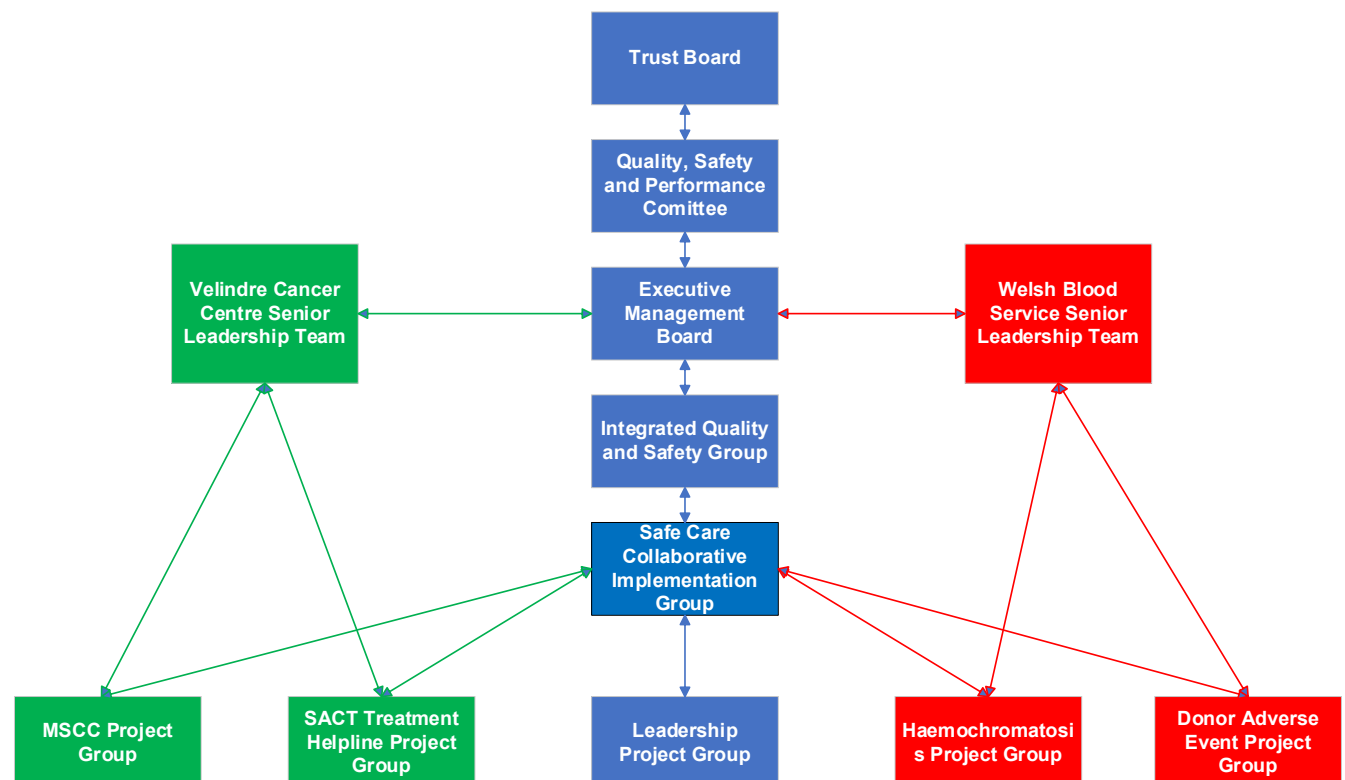 Trust Board
Quality, Safety
and Performance
Comittee
Velindre Cancer
Centre Senior
Leadership Team
Executive
Management
Board
Welsh Blood
Service Senior
Leadership Team
Integrated Quality
and Safety Group
Safe Care
Collaborative
Implementation
Group
MSCC Project
Group
SACT Treatment
Helpline Project
Group
Leadership
Project Group
Haemochromatosi
s Project Group
Donor Adverse
Event Project
Group